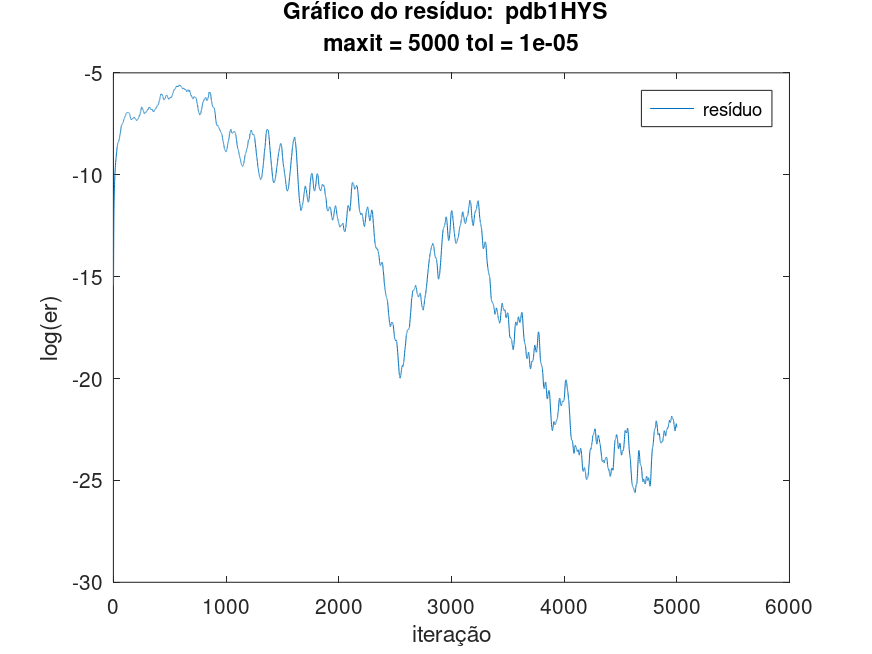 Gráfico do resíduo:  pdb1HYS
maxit = 5000 tol = 1e-05
resíduo
-5
-10
-15
-20
-25
-30
log(er)
0 1000 2000 3000 4000 5000 6000
iteração